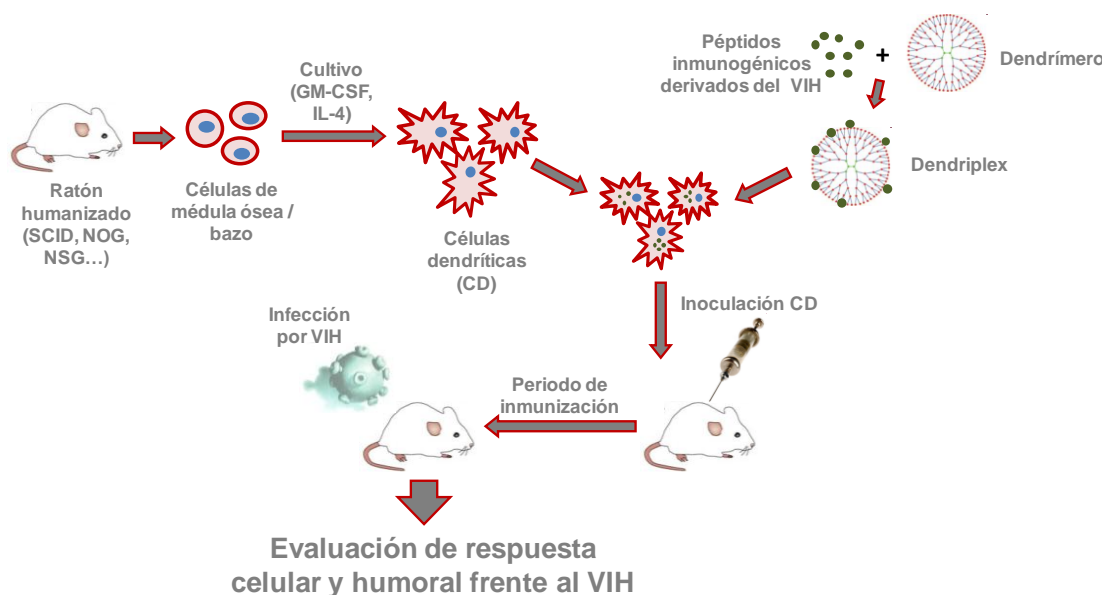 Ratón
humanizado
(SCID, NOG,
NSG…)
Células de
médula ósea /
bazo
Cultivo
(GM-CSF,
IL-4)
Células
dendríticas
(CD)
Péptidos
inmunogénicos
derivados del VIH
+
Dendrímero
Dendriplex
Inoculación CD
Periodo de
inmunización
Infección
por VIH
Evaluación de respuesta
celular y humoral frente al VIH